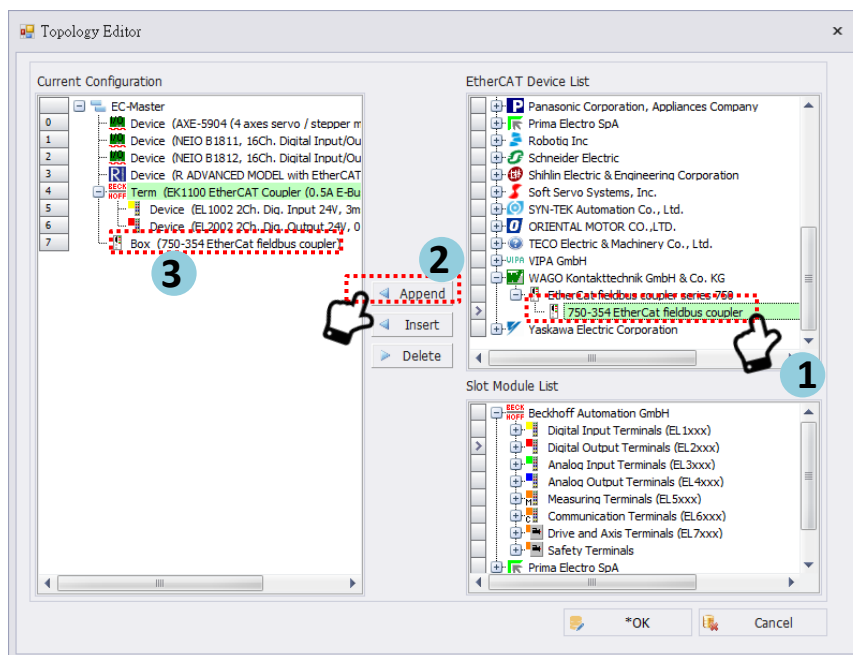 Topology Editor
Current Configuration
EC-Master
0 Device (AXE-5904 (4 axes servo / stepper m
1 Device (NEIO B1811, 16Ch. Digital Input/Ou
2 Device (NEIO B1812, 16Ch. Digital Input/Ou
3 RI Device (R ADVANCED MODEL with EtherCAT
4 BECK HOFF Term (EK1100 EtherCAT Coupler (0.5A E-Bu
5 Device (EL1002 2Ch. Dig. Input 24V, 3m
6 Device (EL2002 2Ch. Dig. Output 24V, 0
7 Box (750-354 EtherCat fieldbus coupler)
3
2
Append
Insert
Delete
EtherCAT Device List
Panasonic Corporation, Appliances Company
Prima Electro SpA
Robotiq Inc
Schneider Electric
Shihlin Electric & Engineering Corporation
Soft Servo Systems, Inc.
SYN-TEK Automation Co., Ltd.
ORIENTAL MOTOR CO.,LTD.
TECO Electric & Machinery Co., Ltd.
VIPA VIPA GmbH
WAGO Kontakttechnik GmbH & Co. KG
EtherCat fieldbus coupler series 750
750-354 EtherCat fieldbus coupler
Yaskawa Electric Corporation
1
Slot Module List
BECK HOFF Beckhoff Automation GmbH
Digital Input Terminals (EL1xxx)
Digital Output Terminals (EL2xxx)
Analog Input Terminals (EL3xxx)
Analog Output Terminals (EL4xxx)
M Measuring Terminals (EL5xxx)
C Communication Terminals (EL6xxx)
Drive and Axis Terminals (EL7xxx)
Safety Terminals
Prima Electro SpA
*OK
Cancel